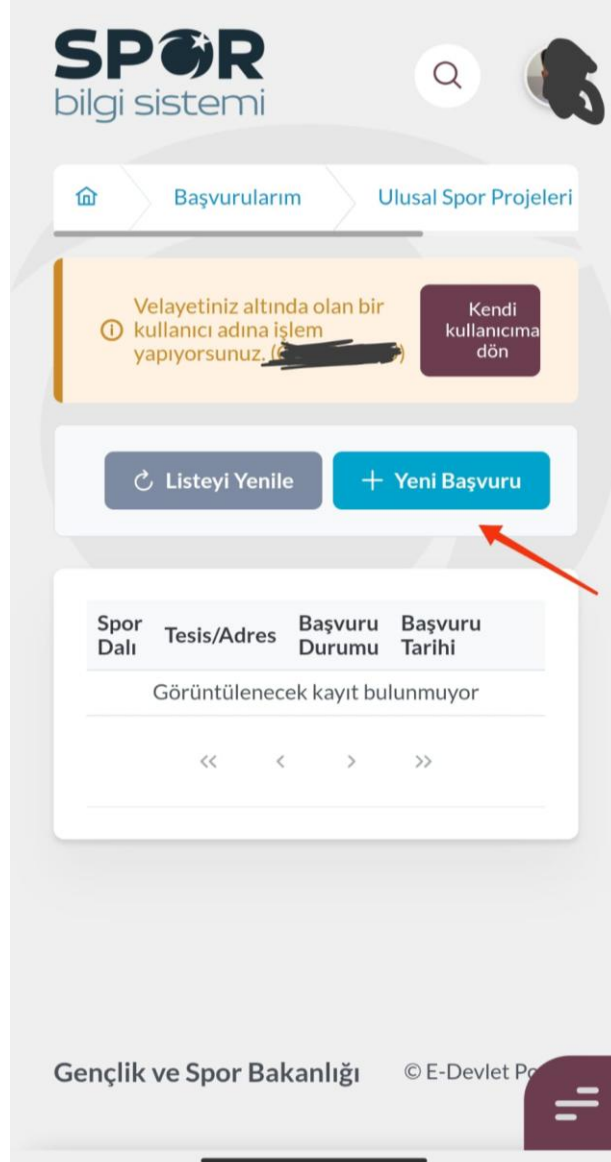 SPOR
bilgi sistemi
Başvurularım
Ulusal Spor Projeleri
Velayetiniz altında olan bir
kullanıcı adına işlem
yapıyorsunuz. (
)
Kendi
kullanıcıma
dön
Listeyi Yenile
+ Yeni Başvuru
Spor
Dalı
Tesis/Adres
Başvuru
Durumu
Başvuru
Tarihi
Görüntülenecek kayıt bulunmuyor
<< < > >>
Gençlik ve Spor Bakanlığı
© E-Devlet